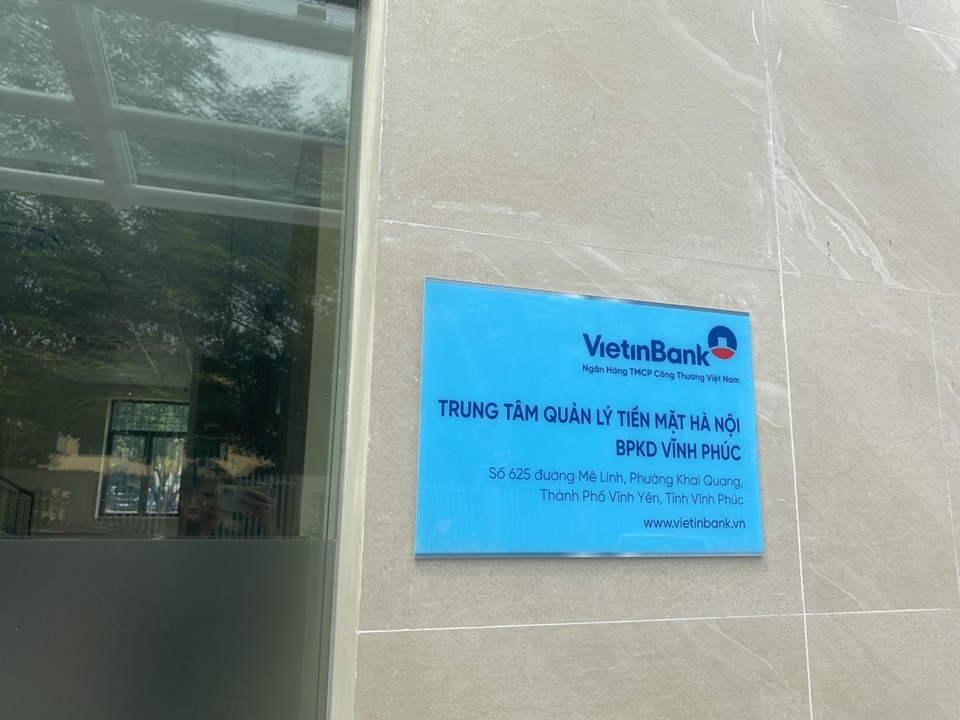 VietinBank
Ngân Hàng TMCP Công Thương Việt Nam
TRUNG TÂM QUẢN LÝ TIỀN MẶT HÀ NỘI
BPKD VĨNH PHÚC
Số 625 đường Mê Linh, Phường Khai Quang,
Thành Phố Vĩnh Yên, Tỉnh Vĩnh Phúc
www.vietinbank.vn